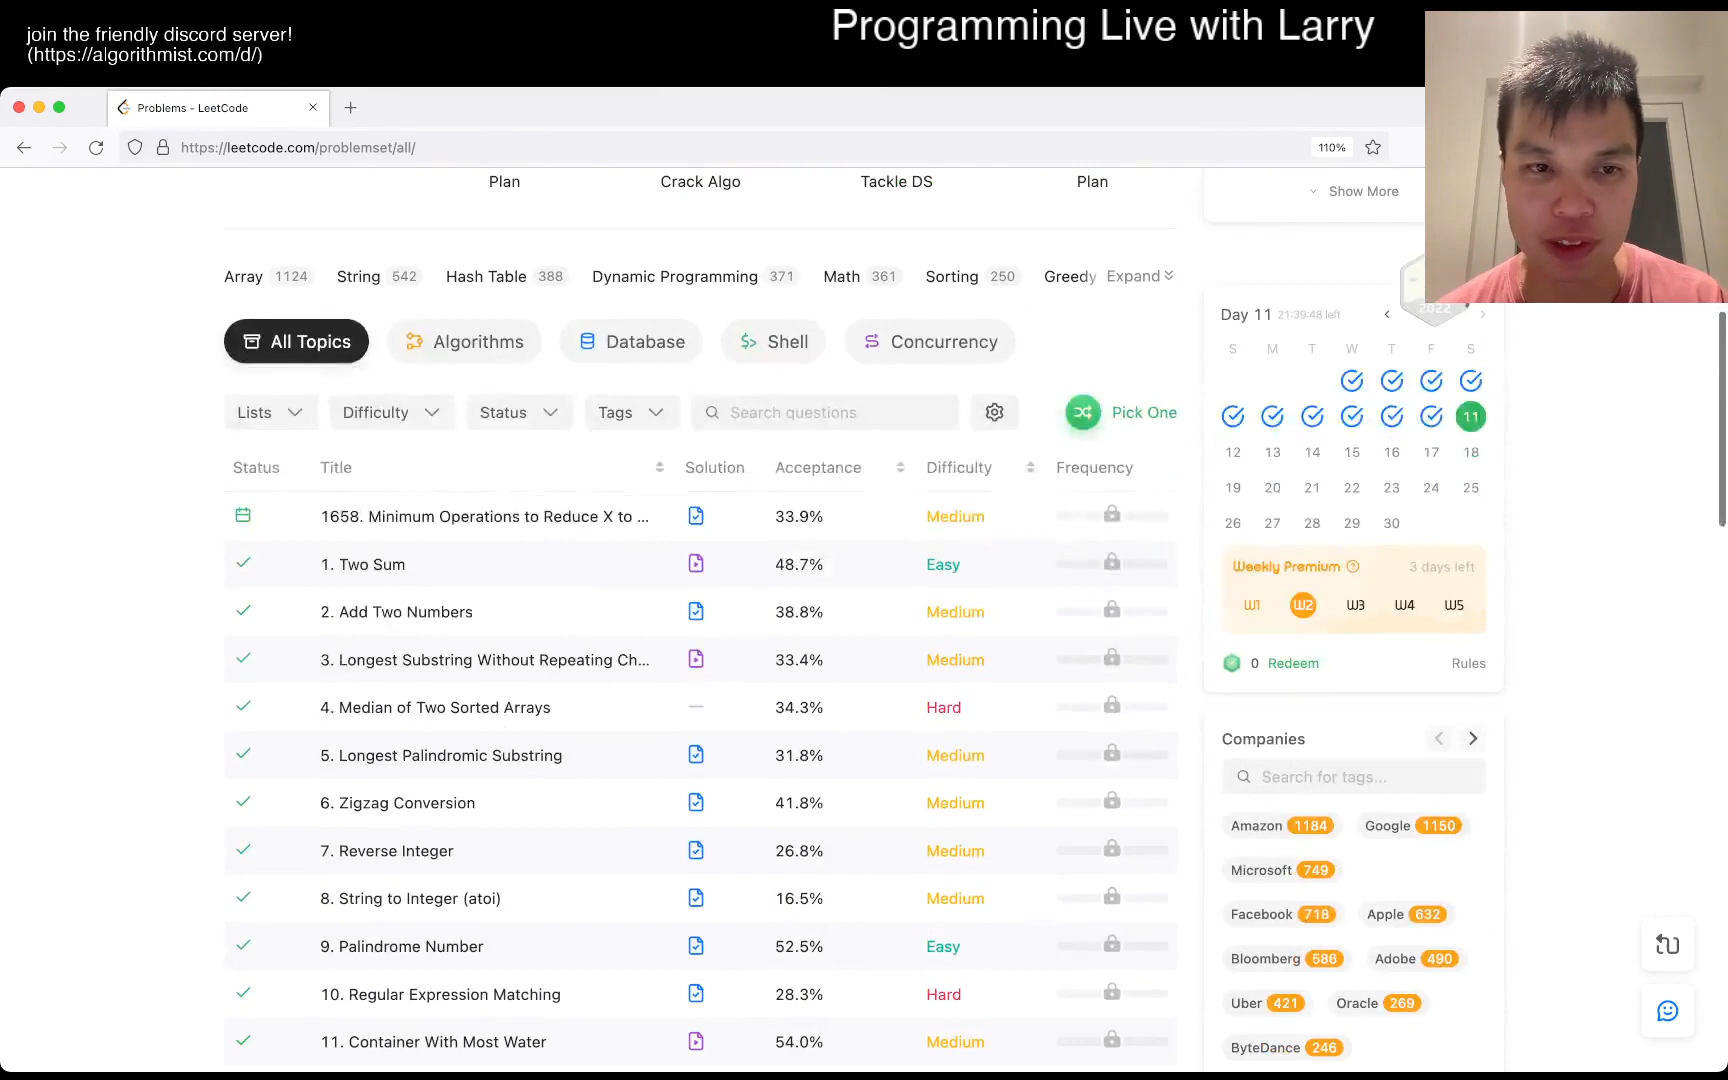 join the friendly discord server!
(https://algorithmist.com/d/)
Programming Live with Larry
Problems - LeetCode
https://leetcode.com/problemset/all/
110%
Plan
Crack Algo
Tackle DS
Plan
Show More
Array 1124
String 542
Hash Table 388
Dynamic Programming 371
Math 361
Sorting 250
Greedy
Expand
All Topics
Algorithms
Database
Shell
Concurrency
Lists
Difficulty
Status
Tags
Search questions
Pick One
Status Title Solution Acceptance Difficulty Frequency
1658. Minimum Operations to Reduce X to ... 33.9% Medium
1. Two Sum 48.7% Easy
2. Add Two Numbers 38.8% Medium
3. Longest Substring Without Repeating Ch... 33.4% Medium
4. Median of Two Sorted Arrays — 34.3% Hard
5. Longest Palindromic Substring 31.8% Medium
6. Zigzag Conversion 41.8% Medium
7. Reverse Integer 26.8% Medium
8. String to Integer (atoi) 16.5% Medium
9. Palindrome Number 52.5% Easy
10. Regular Expression Matching 28.3% Hard
11. Container With Most Water 54.0% Medium
2022
Day 11 21:39:48 left
S M T W T F S
11
12 13 14 15 16 17 18
19 20 21 22 23 24 25
26 27 28 29 30
Weekly Premium 3 days left
W1 W2 W3 W4 W5
0 Redeem Rules
Companies
Search for tags...
Amazon 1184 Google 1150
Microsoft 749
Facebook 718 Apple 632
Bloomberg 586 Adobe 490
Uber 421 Oracle 269
ByteDance 246